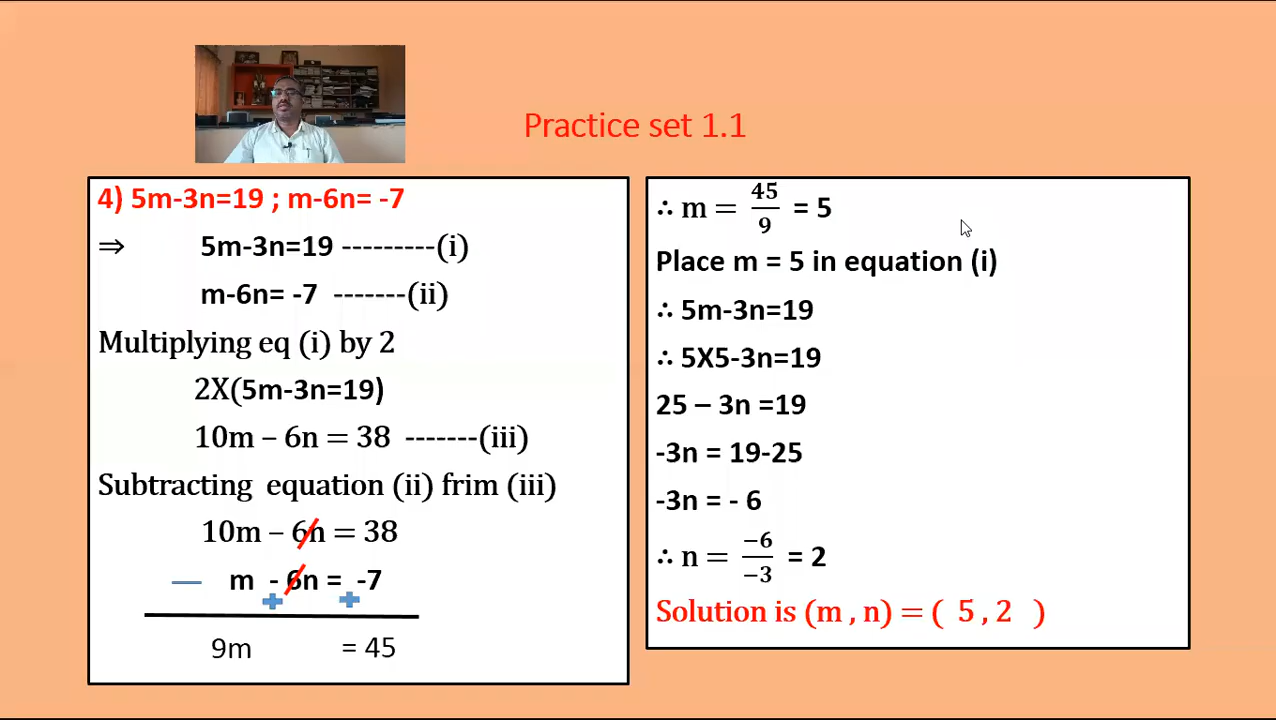 Practice set 1.1
4) 5m-3n=19 ; m-6n= -7
⇒ 5m-3n=19 ---------(i)
m-6n= -7 -------(ii)
Multiplying eq (i) by 2
2X(5m-3n=19)
10m – 6n = 38 -------(iii)
Subtracting equation (ii) frim (iii)
10m – 6n = 38
— m - 6n = -7
+ +
9m = 45
∴ m = 45/9 = 5
Place m = 5 in equation (i)
∴ 5m-3n=19
∴ 5X5-3n=19
25 – 3n =19
-3n = 19-25
-3n = - 6
∴ n = −6/−3 = 2
Solution is (m , n) = ( 5 , 2 )